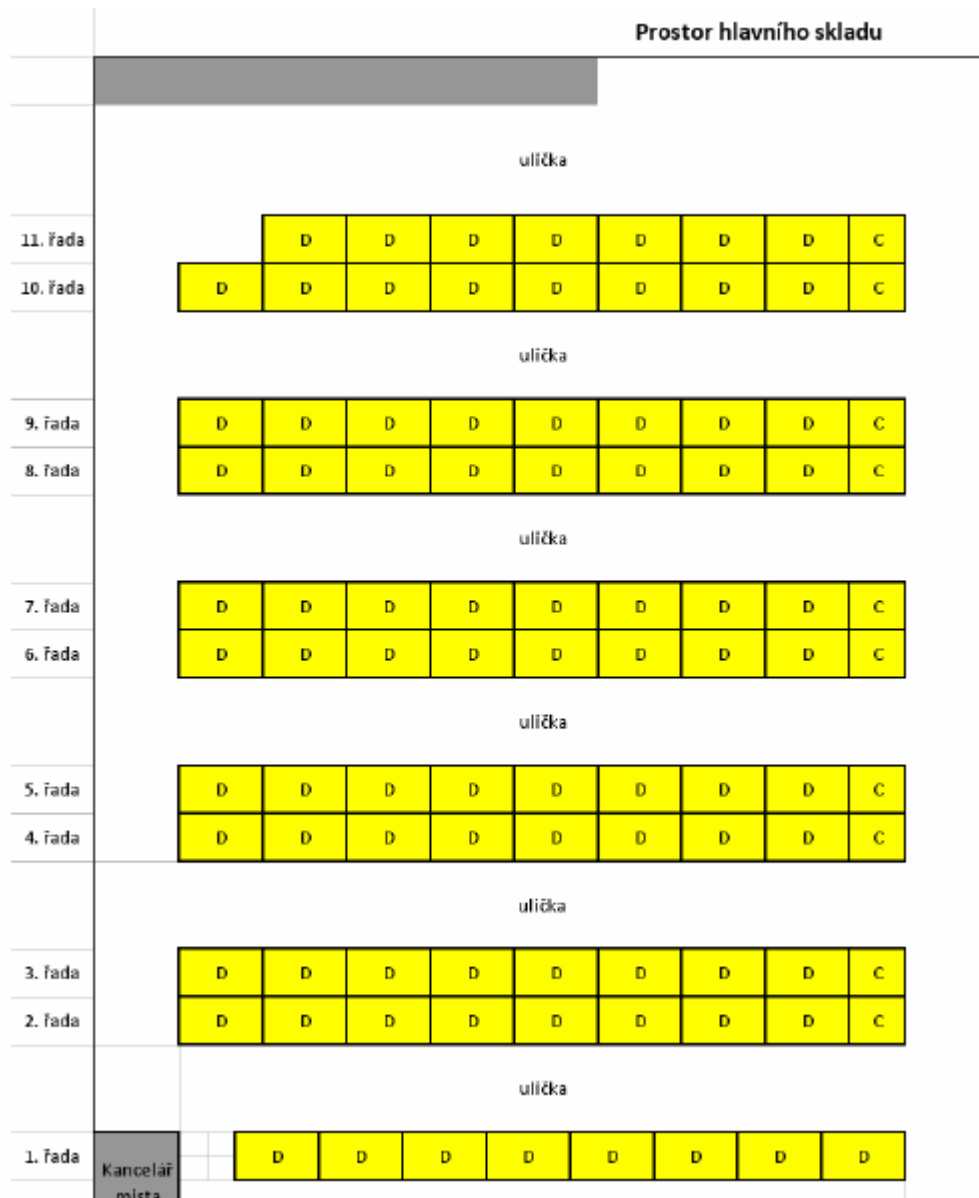 Prostor hlavního skladu
ulička
11. řada D D D D D D D C
10. řada D D D D D D D D C
ulička
9. řada D D D D D D D D C
8. řada D D D D D D D D C
ulička
7. řada D D D D D D D D C
6. řada D D D D D D D D C
ulička
5. řada D D D D D D D D C
4. řada D D D D D D D D C
ulička
3. řada D D D D D D D D C
2. řada D D D D D D D D C
ulička
1. řada D D D D D D D D
Kancelář
místa